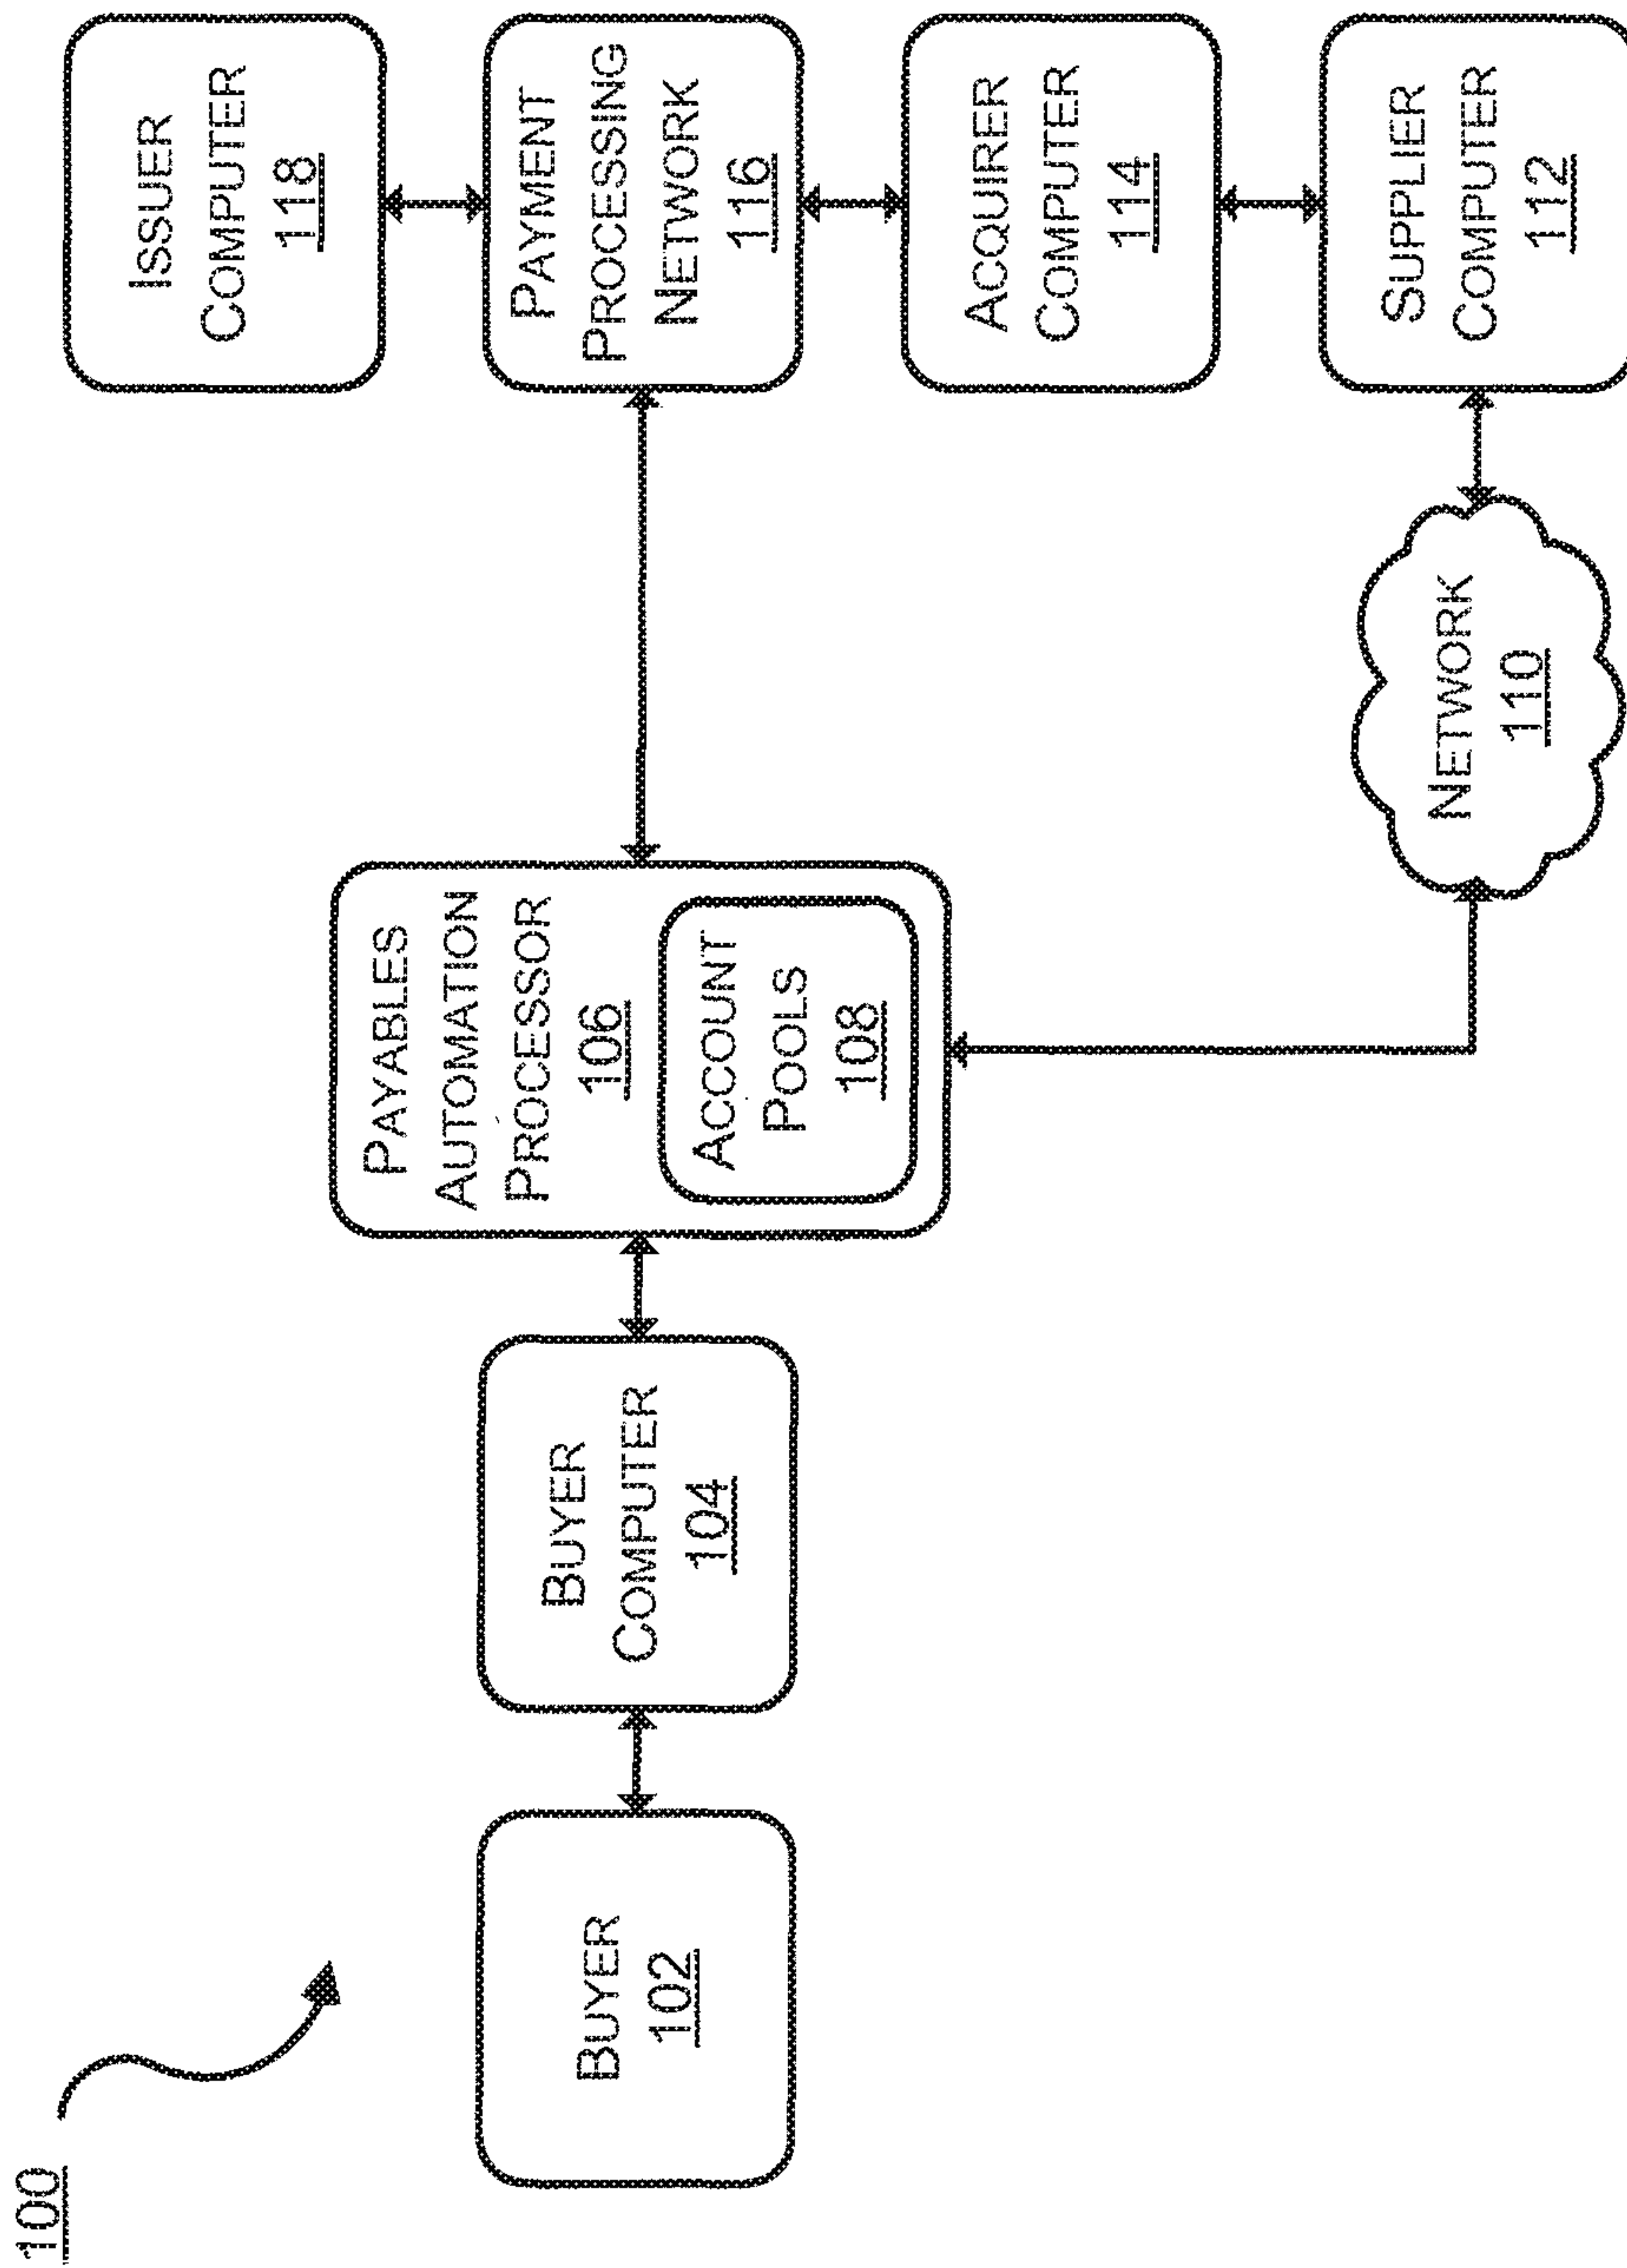 100
BUYER
102
BUYER
COMPUTER
104
PAYABLES
AUTOMATION
PROCESSOR
106
ACCOUNT
POOLS
108
ISSUER
COMPUTER
118
PAYMENT
PROCESSING
NETWORK
116
ACQUIRER
COMPUTER
114
NETWORK
110
SUPPLIER
COMPUTER
112